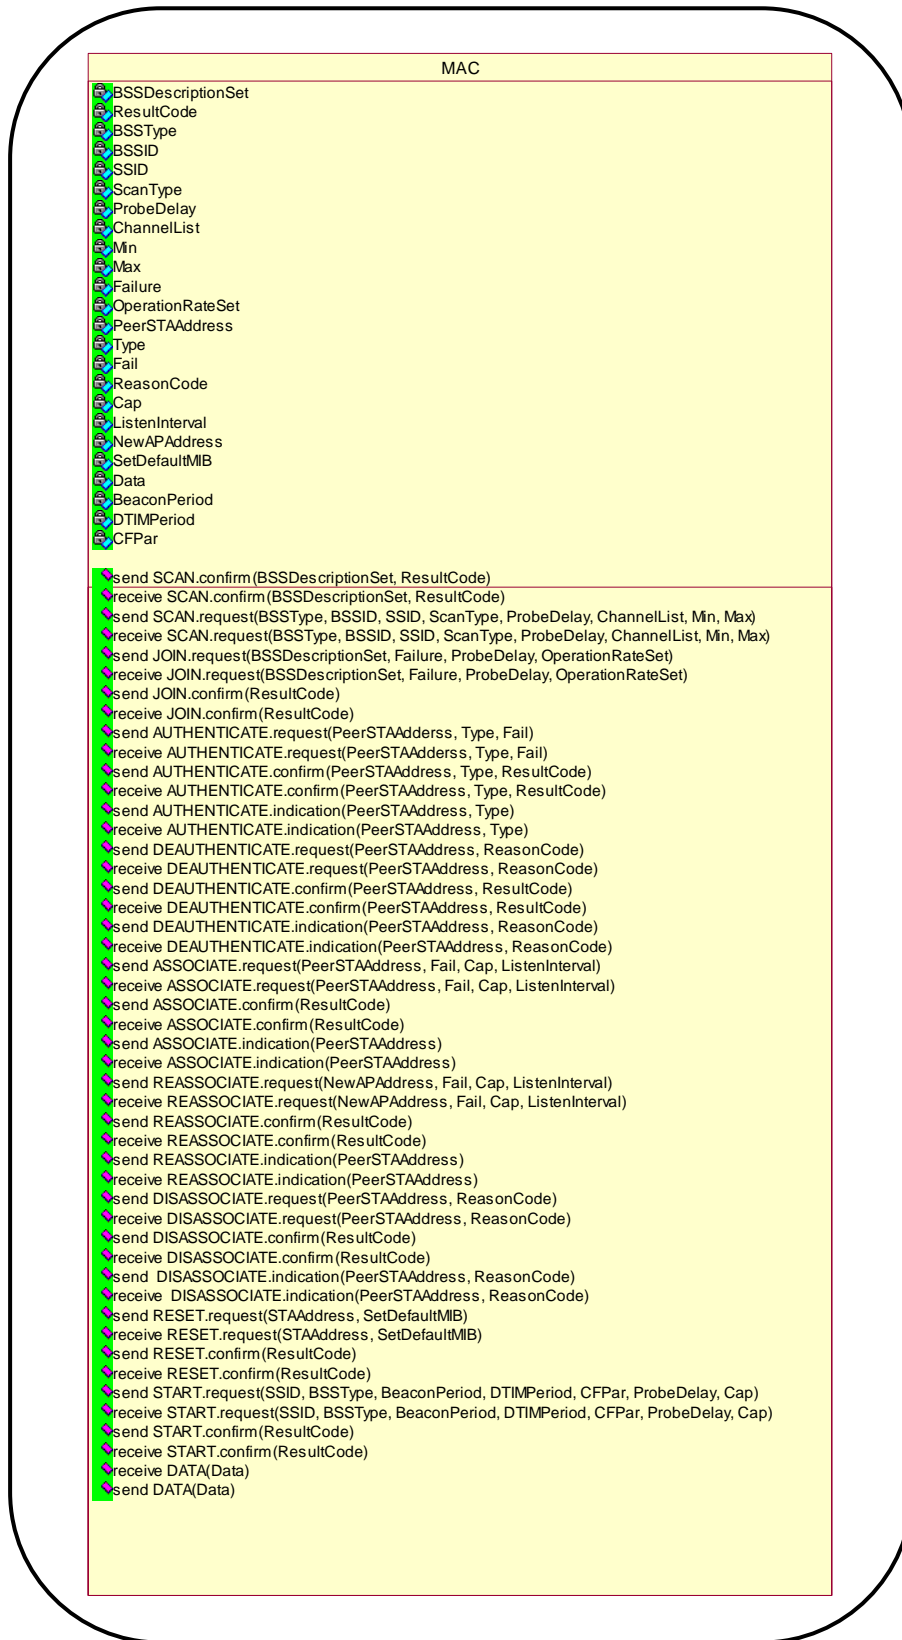 MAC
BSSDescriptionSet
ResultCode
BSSType
BSSID
SSID
ScanType
ProbeDelay
ChannelList
Min
Max
Failure
OperationRateSet
PeerSTAAddress
Type
Fail
ReasonCode
Cap
ListenInterval
NewAPAddress
SetDefaultMIB
Data
BeaconPeriod
DTIMPeriod
CFPar
send SCAN.confirm(BSSDescriptionSet, ResultCode)
receive SCAN.confirm(BSSDescriptionSet, ResultCode)
send SCAN.request(BSSType, BSSID, SSID, ScanType, ProbeDelay, ChannelList, Min, Max)
receive SCAN.request(BSSType, BSSID, SSID, ScanType, ProbeDelay, ChannelList, Min, Max)
send JOIN.request(BSSDescriptionSet, Failure, ProbeDelay, OperationRateSet)
receive JOIN.request(BSSDescriptionSet, Failure, ProbeDelay, OperationRateSet)
send JOIN.confirm(ResultCode)
receive JOIN.confirm(ResultCode)
send AUTHENTICATE.request(PeerSTAAdderss, Type, Fail)
receive AUTHENTICATE.request(PeerSTAAdderss, Type, Fail)
send AUTHENTICATE.confirm(PeerSTAAddress, Type, ResultCode)
receive AUTHENTICATE.confirm(PeerSTAAddress, Type, ResultCode)
send AUTHENTICATE.indication(PeerSTAAddress, Type)
receive AUTHENTICATE.indication(PeerSTAAddress, Type)
send DEAUTHENTICATE.request(PeerSTAAddress, ReasonCode)
receive DEAUTHENTICATE.request(PeerSTAAddress, ReasonCode)
send DEAUTHENTICATE.confirm(PeerSTAAddress, ResultCode)
receive DEAUTHENTICATE.confirm(PeerSTAAddress, ResultCode)
send DEAUTHENTICATE.indication(PeerSTAAddress, ReasonCode)
receive DEAUTHENTICATE.indication(PeerSTAAddress, ReasonCode)
send ASSOCIATE.request(PeerSTAAddress, Fail, Cap, ListenInterval)
receive ASSOCIATE.request(PeerSTAAddress, Fail, Cap, ListenInterval)
send ASSOCIATE.confirm(ResultCode)
receive ASSOCIATE.confirm(ResultCode)
send ASSOCIATE.indication(PeerSTAAddress)
receive ASSOCIATE.indication(PeerSTAAddress)
send REASSOCIATE.request(NewAPAddress, Fail, Cap, ListenInterval)
receive REASSOCIATE.request(NewAPAddress, Fail, Cap, ListenInterval)
send REASSOCIATE.confirm(ResultCode)
receive REASSOCIATE.confirm(ResultCode)
send REASSOCIATE.indication(PeerSTAAddress)
receive REASSOCIATE.indication(PeerSTAAddress)
send DISASSOCIATE.request(PeerSTAAddress, ReasonCode)
receive DISASSOCIATE.request(PeerSTAAddress, ReasonCode)
send DISASSOCIATE.confirm(ResultCode)
receive DISASSOCIATE.confirm(ResultCode)
send  DISASSOCIATE.indication(PeerSTAAddress, ReasonCode)
receive  DISASSOCIATE.indication(PeerSTAAddress, ReasonCode)
send RESET.request(STAAddress, SetDefaultMIB)
receive RESET.request(STAAddress, SetDefaultMIB)
send RESET.confirm(ResultCode)
receive RESET.confirm(ResultCode)
send START.request(SSID, BSSType, BeaconPeriod, DTIMPeriod, CFPar, ProbeDelay, Cap)
receive START.request(SSID, BSSType, BeaconPeriod, DTIMPeriod, CFPar, ProbeDelay, Cap)
send START.confirm(ResultCode)
receive START.confirm(ResultCode)
receive DATA(Data)
send DATA(Data)